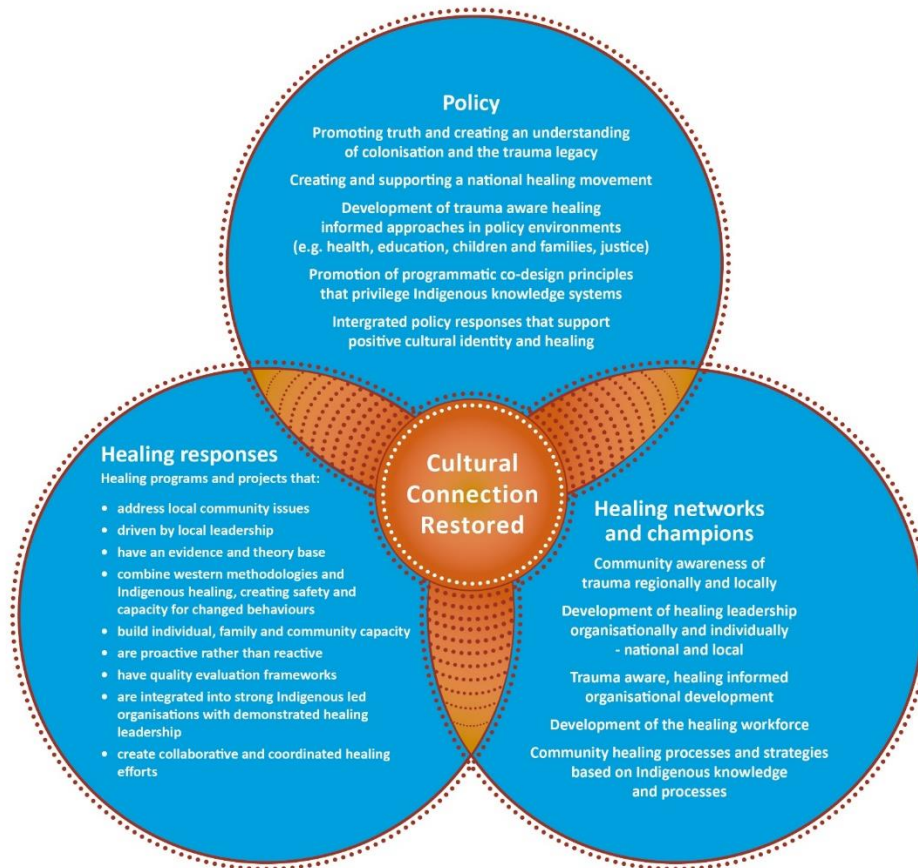 Policy
Promoting truth and creating an understanding
of colonisation and the trauma legacy
Creating and supporting a national healing movement
Development of trauma aware healing
informed approaches in policy environments
(e.g. health, education, children and families, justice)
Promotion of programmatic co-design principles
that privilege Indigenous knowledge systems
Intergrated policy responses that support
positive cultural identity and healing
Cultural
Connection
Restored
Healing responses
Healing programs and projects that:
• address local community issues
• driven by local leadership
• have an evidence and theory base
• combine western methodologies and
Indigenous healing, creating safety and
capacity for changed behaviours
• build individual, family and community capacity
• are proactive rather than reactive
• have quality evaluation frameworks
• are integrated into strong Indigenous led
organisations with demonstrated healing
leadership
• create collaborative and coordinated healing
efforts
Healing networks
and champions
Community awareness of
trauma regionally and locally
Development of healing leadership
organisationally and individually
- national and local
Trauma aware, healing informed
organisational development
Development of the healing workforce
Community healing processes and strategies
based on Indigenous knowledge
and processes